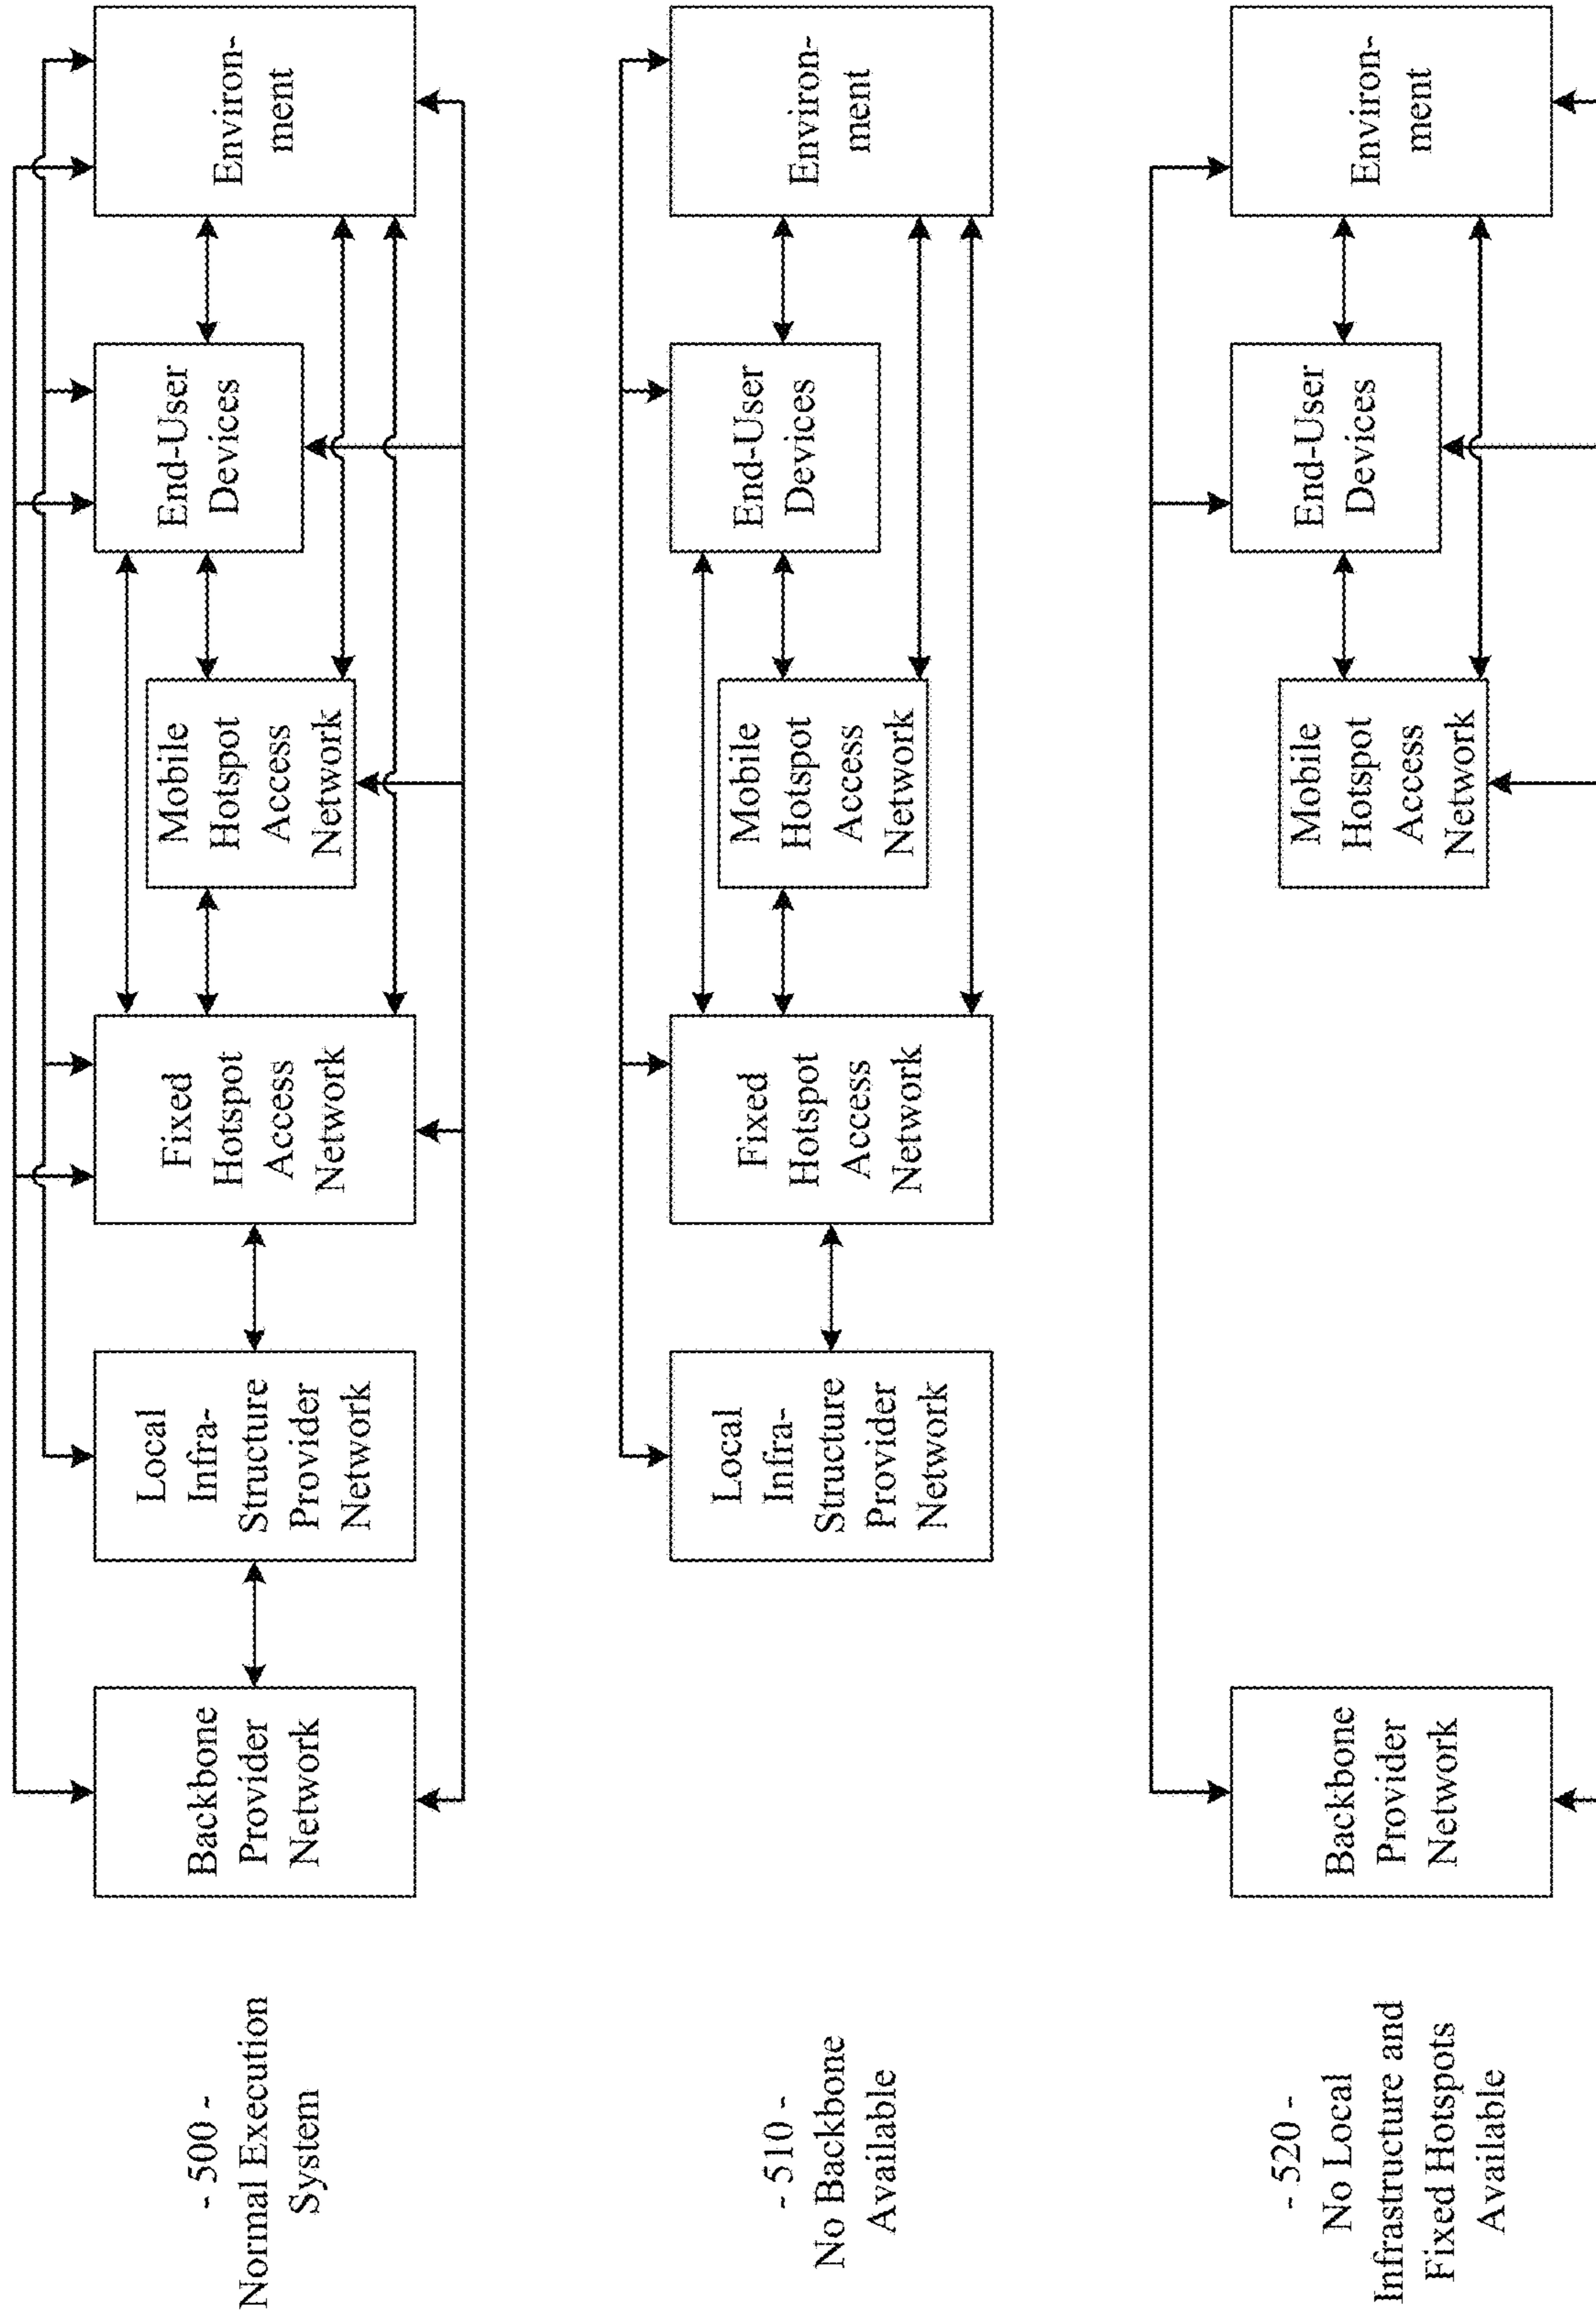 - 500 -
Normal Execution
System
Backbone
Provider
Network
Local
Infra-
Structure
Provider
Network
Fixed
Hotspot
Access
Network
Mobile
Hotspot
Access
Network
End-User
Devices
Environ-
ment
- 510 -
No Backbone
Available
Local
Infra-
Structure
Provider
Network
Fixed
Hotspot
Access
Network
Mobile
Hotspot
Access
Network
End-User
Devices
Environ-
ment
- 520 -
No Local
Infrastructure and
Fixed Hotspots
Available
Backbone
Provider
Network
Mobile
Hotspot
Access
Network
End-User
Devices
Environ-
ment